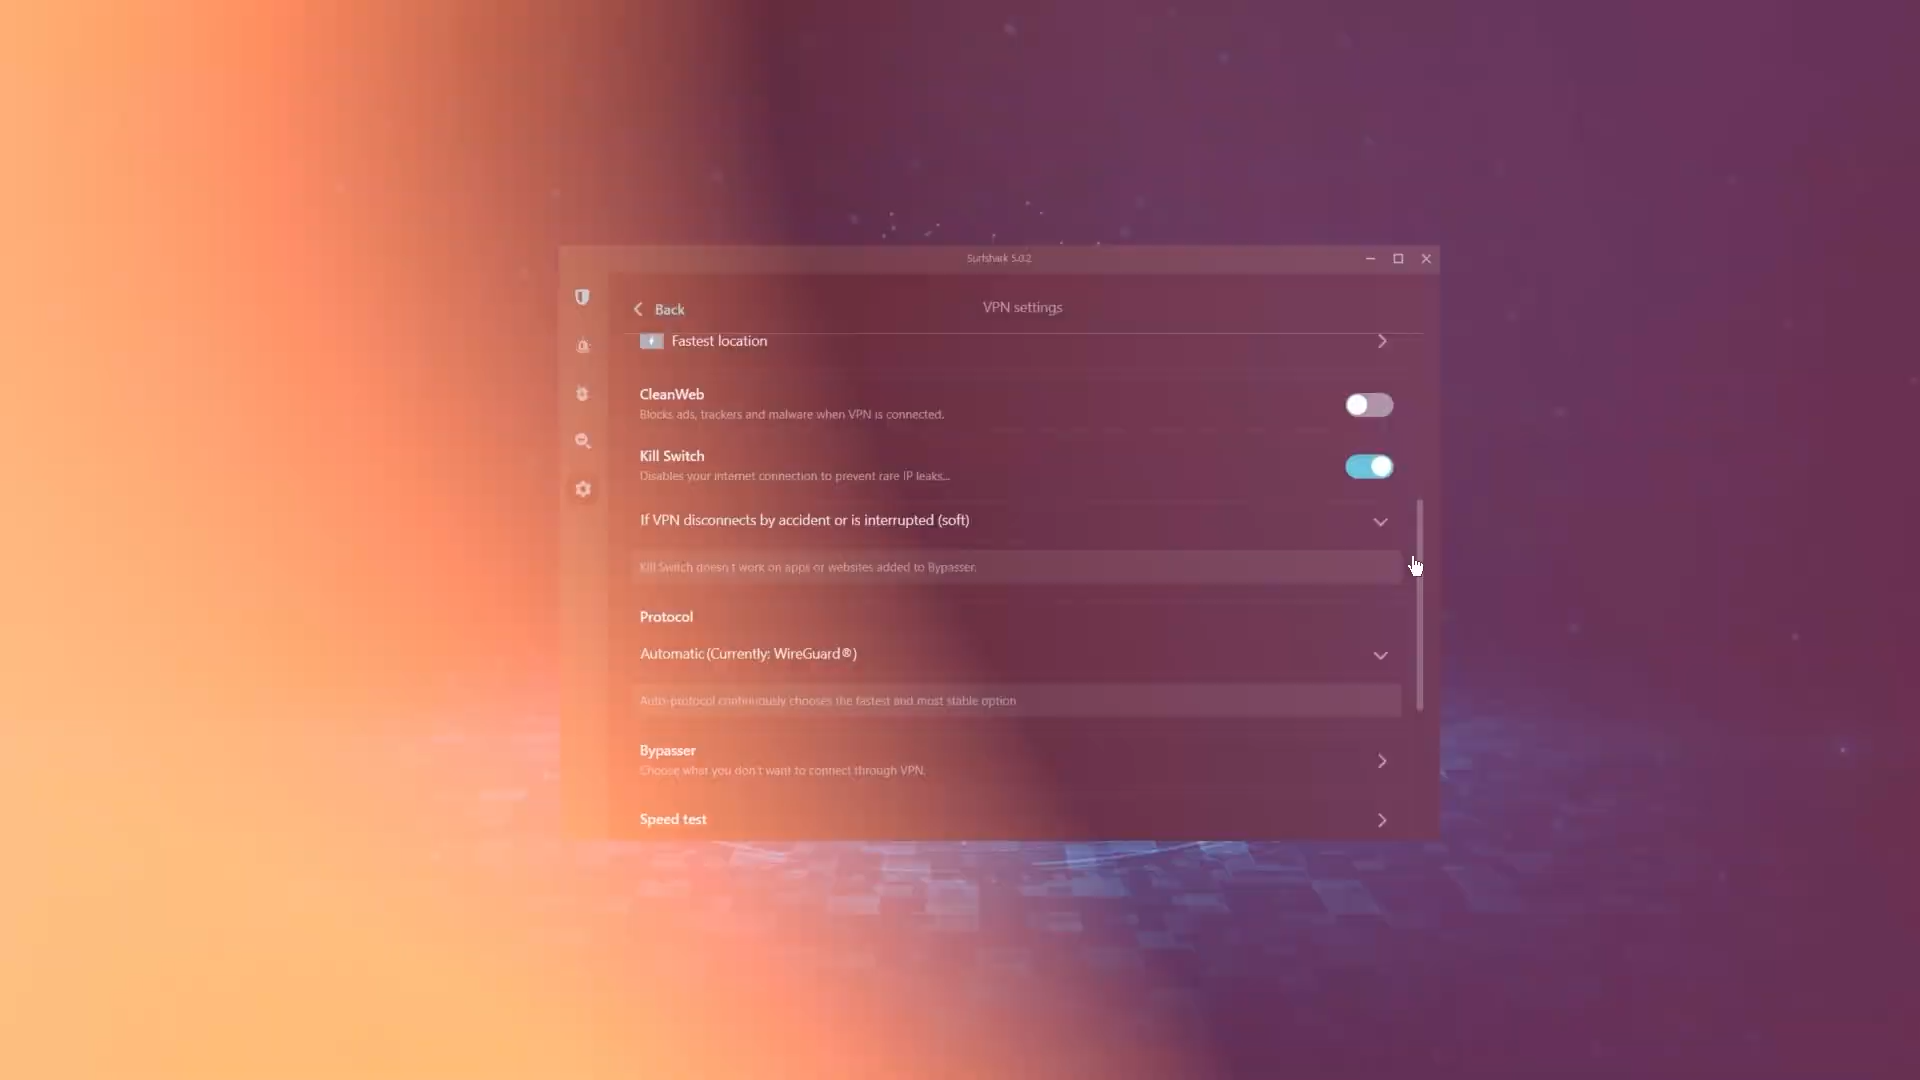 Surfshark 5.0.2
Back
VPN settings
Fastest location
CleanWeb
Blocks ads, trackers and malware when VPN is connected.
Kill Switch
Disables your internet connection to prevent rare IP leaks...
If VPN disconnects by accident or is interrupted (soft)
Kill Switch doesn't work on apps or websites added to Bypasser.
Protocol
Automatic (Currently: WireGuard®)
Auto-protocol continuously chooses the fastest and most stable option
Bypasser
Choose what you don't want to connect through VPN.
Speed test